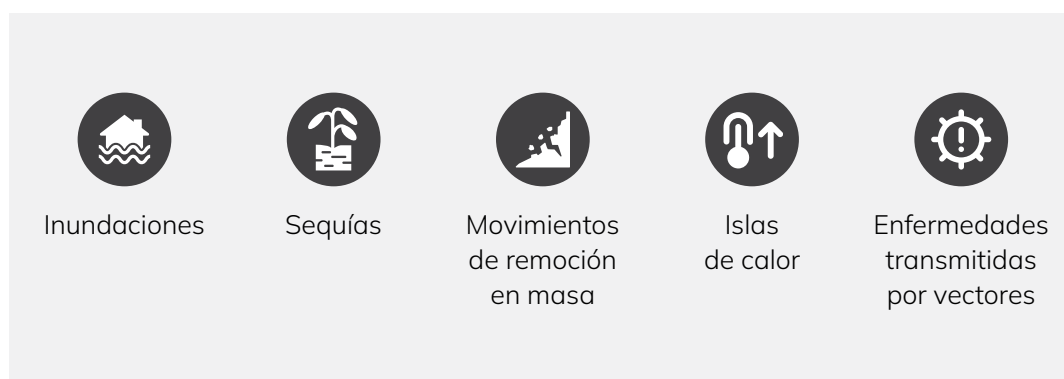 Inundaciones
Sequías
Movimientos
de remoción
en masa
Islas
de calor
Enfermedades
transmitidas
por vectores